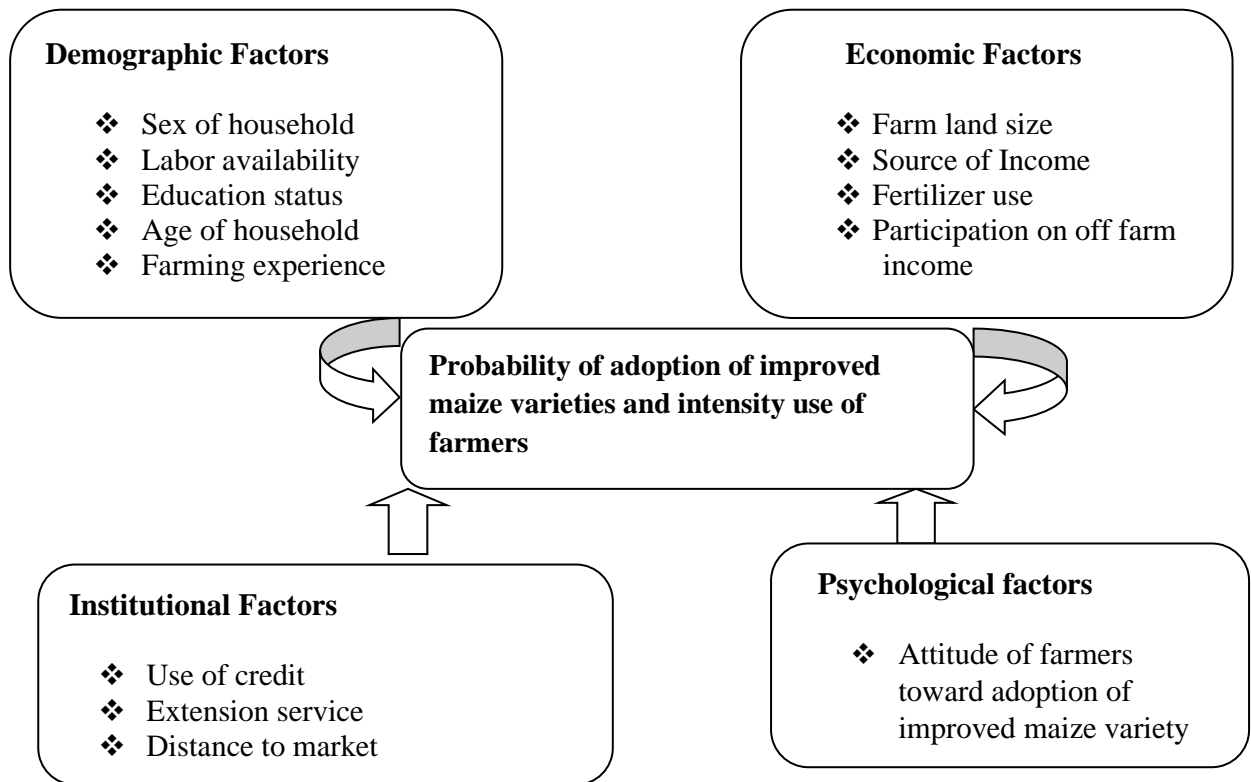 Demographic Factors
❖ Sex of household
❖ Labor availability
❖ Education status
❖ Age of household
❖ Farming experience
Economic Factors
❖ Farm land size
❖ Source of Income
❖ Fertilizer use
❖ Participation on off farm
income
Probability of adoption of improved
maize varieties and intensity use of
farmers
Institutional Factors
❖ Use of credit
❖ Extension service
❖ Distance to market
Psychological factors
❖ Attitude of farmers
toward adoption of
improved maize variety